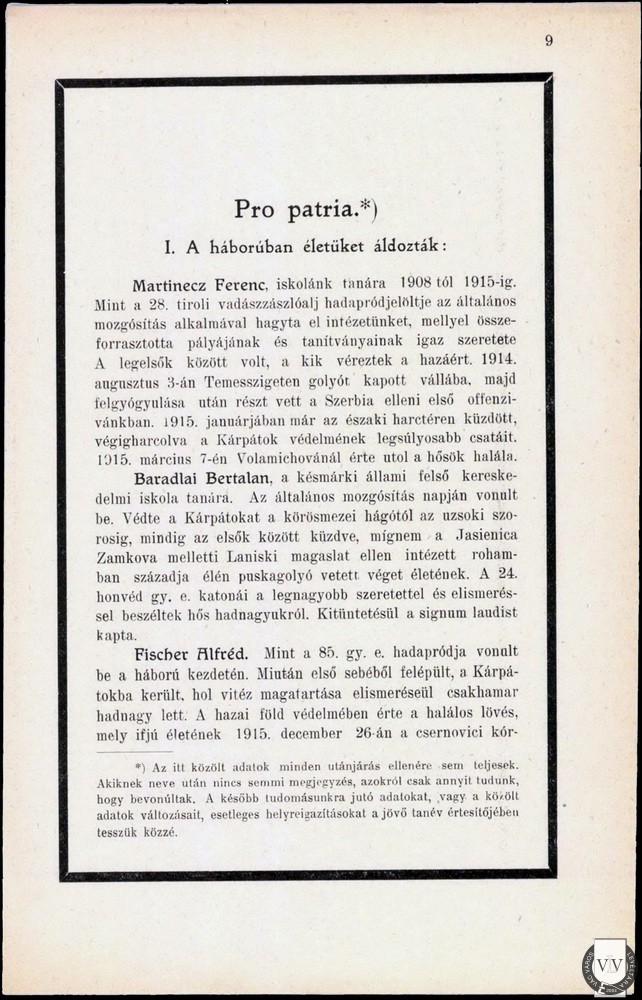 9
Pro patria.*)
I. A háborúban életüket áldozták:
Martinecz Ferenc, iskolánk tanára 1908 tól 1915-ig.
Mint a 28. tiroli vadászzászlóalj hadapródjelöltje az általános
mozgósítás alkalmával hagyta el intézetünket, mellyel össze-
forrasztotta pályájának és tanítványainak igaz szeretete
A legelsők között volt, a kik véreztek a hazáért. 1914.
augusztus 3-án Temesszigeten golyót kapott vállába, majd
felgyógyulása után részt vett a Szerbia elleni első offenzi-
vánkban. 1915. januárjában már az északi harctéren küzdött,
végigharcolva a Kárpátok védelmének legsúlyosabb csatáit.
1915. március 7-én Volamichovánál érte utol a hősök halála.
Baradlai Bertalan, a késmárki állami felső kereske-
delmi iskola tanára. Az általános mozgósítás napján vonult
be. Védte a Kárpátokat a körösmezei hágótól az uzsoki szo-
rosig, mindig az elsők között küzdve, mígnem a Jasienica
Zamkova melletti Laniski magaslat ellen intézett roham-
ban századja élén puskagolyó vetett véget életének. A 24.
honvéd gy. e. katonái a legnagyobb szeretettel és elismerés-
sel beszéltek hős hadnagyukról. Kitüntetésül a signum laudist
kapta.
Fischer Alfréd. Mint a 85. gy. e. hadapródja vonult
be a háború kezdetén. Miután első sebéből felépült, a Kárpá-
tokba került, hol vitéz magatartása elismeréseül csakhamar
hadnagy lett. A hazai föld védelmében érte a halálos lövés,
mely ifjú életének 1915. december 26-án a csernovici kór-
*) Az itt közölt adatok minden utánjárás ellenére sem teljesek.
Akiknek neve után nincs semmi megjegyzés, azokról csak annyit tudunk,
hogy bevonúltak. A később tudomásunkra jutó adatokat, vagy a közölt
adatok változásait, esetleges helyreigazításokat a jövő tanév értesítőjében
tesszük közzé.
VÁC VÁROS LEVÉLTÁRA
VV